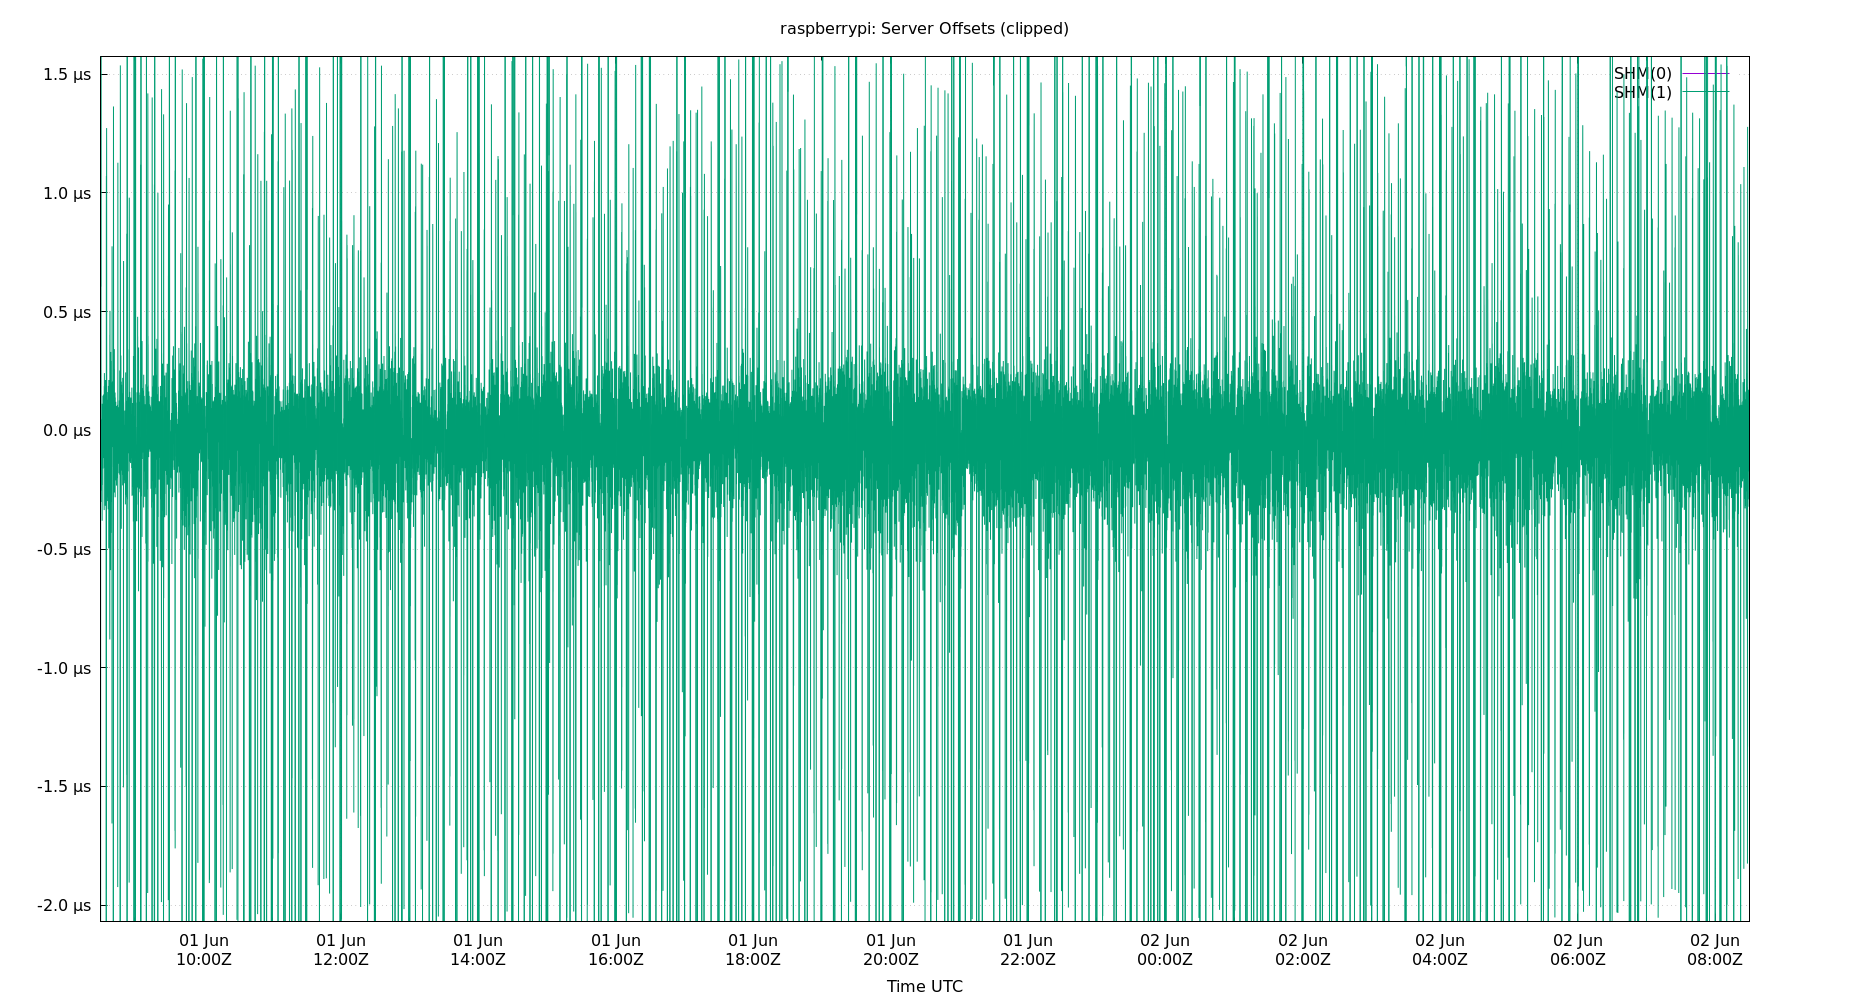 raspberrypi: Server Offsets (clipped)
SHM(0)
SHM(1)
1.5 µs
1.0 µs
0.5 µs
0.0 µs
-0.5 µs
-1.0 µs
-1.5 µs
-2.0 µs
01 Jun 01 Jun 01 Jun 01 Jun 01 Jun 01 Jun 01 Jun 02 Jun 02 Jun 02 Jun 02 Jun 02 Jun
10:00Z 12:00Z 14:00Z 16:00Z 18:00Z 20:00Z 22:00Z 00:00Z 02:00Z 04:00Z 06:00Z 08:00Z
Time UTC